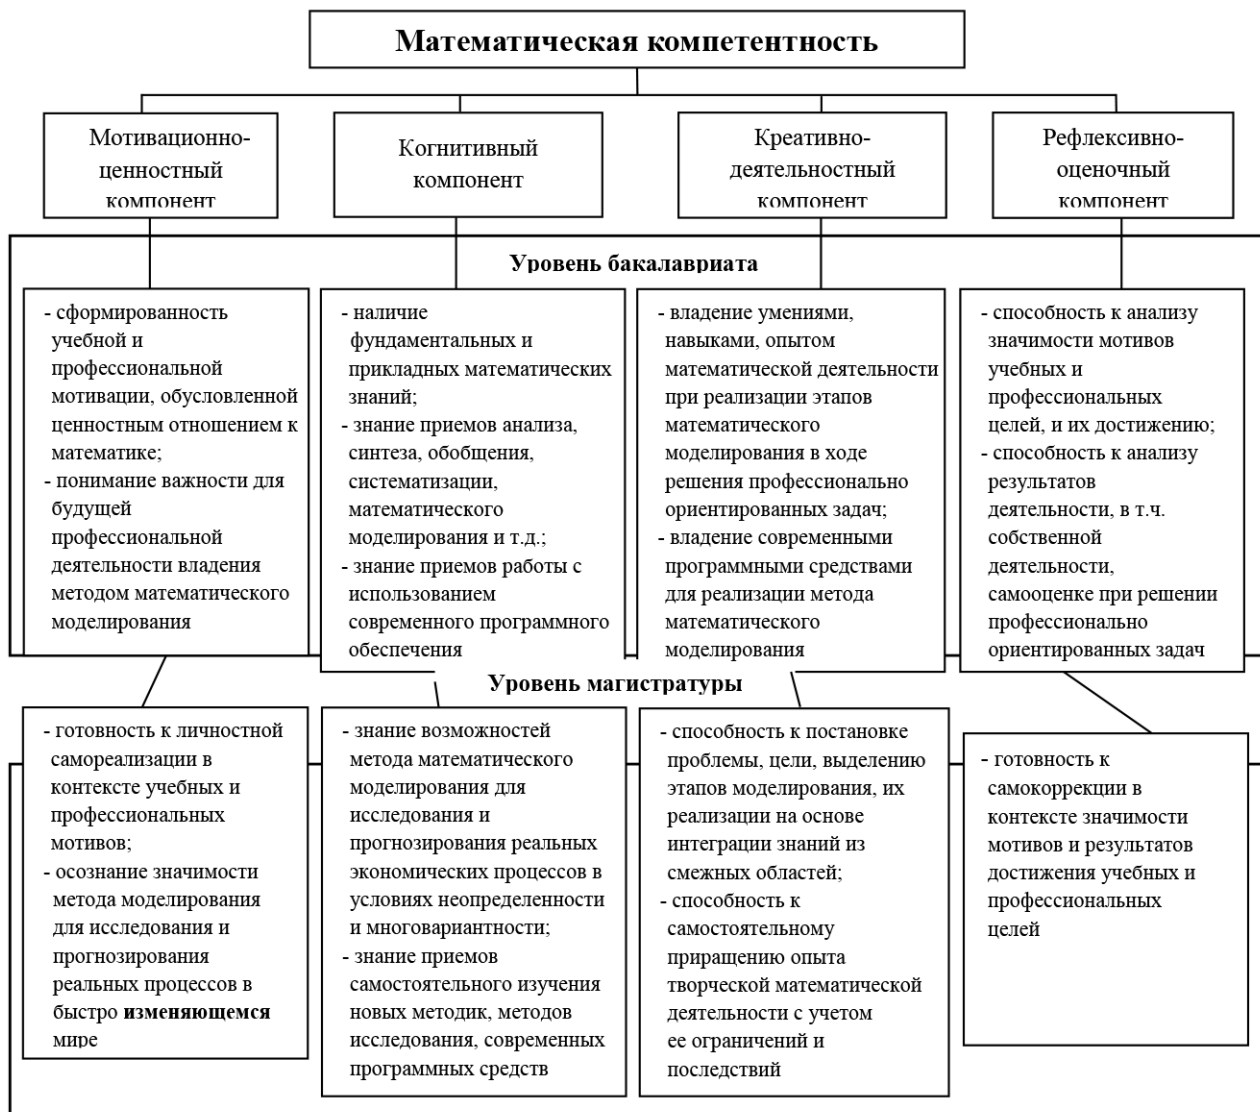 Математическая компетентность
Мотивационно-
ценностный
компонент
Когнитивный
компонент
Креативно-
деятельностный
компонент
Рефлексивно-
оценочный
компонент
Уровень бакалавриата
- сформированность
учебной и
профессиональной
мотивации, обусловленной
ценностным отношением к
математике;
- понимание важности для
будущей
профессиональной
деятельности владения
методом математического
моделирования
- наличие
фундаментальных и
прикладных математических
знаний;
- знание приемов анализа,
синтеза, обобщения,
систематизации,
математического
моделирования и т.д.;
- знание приемов работы с
использованием
современного программного
обеспечения
- владение умениями,
навыками, опытом
математической деятельности
при реализации этапов
математического
моделирования в ходе
решения профессионально
ориентированных задач;
- владение современными
программными средствами
для реализации метода
математического
моделирования
- способность к анализу
значимости мотивов
учебных и
профессиональных
целей, и их достижению;
- способность к анализу
результатов
деятельности, в т.ч.
собственной
деятельности,
самооценке при решении
профессионально
ориентированных задач
Уровень магистратуры
- готовность к личностной
самореализации в
контексте учебных и
профессиональных
мотивов;
- осознание значимости
метода моделирования
для исследования и
прогнозирования
реальных процессов в
быстро изменяющемся
мире
- знание возможностей
метода математического
моделирования для
исследования и
прогнозирования реальных
экономических процессов в
условиях неопределенности
и многовариантности;
- знание приемов
самостоятельного изучения
новых методик, методов
исследования, современных
программных средств
- способность к постановке
проблемы, цели, выделению
этапов моделирования, их
реализации на основе
интеграции знаний из
смежных областей;
- способность к
самостоятельному
приращению опыта
творческой математической
деятельности с учетом
ее ограничений и
последствий
- готовность к
самокоррекции в
контексте значимости
мотивов и результатов
достижения учебных и
профессиональных
целей